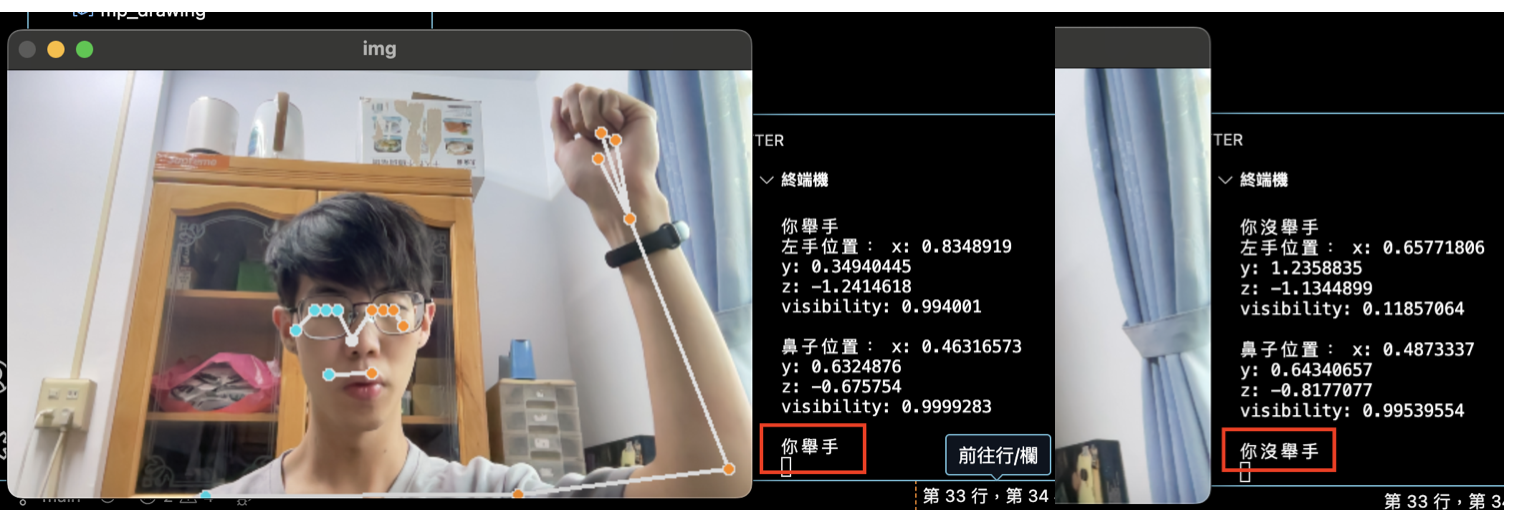 mp_drawing
img
Supreme
TER
終端機
你舉手
左手位置： x: 0.8348919
y: 0.34940445
z: -1.2414618
visibility: 0.994001
鼻子位置： x: 0.46316573
y: 0.6324876
z: -0.675754
visibility: 0.9999283
你舉手
前往行/欄
第 33 行，第 34
TER
終端機
你沒舉手
左手位置： x: 0.65771806
y: 1.2358835
z: -1.1344899
visibility: 0.11857064
鼻子位置： x: 0.4873337
y: 0.64340657
z: -0.8177077
visibility: 0.99539554
你沒舉手
第 33 行，第 34